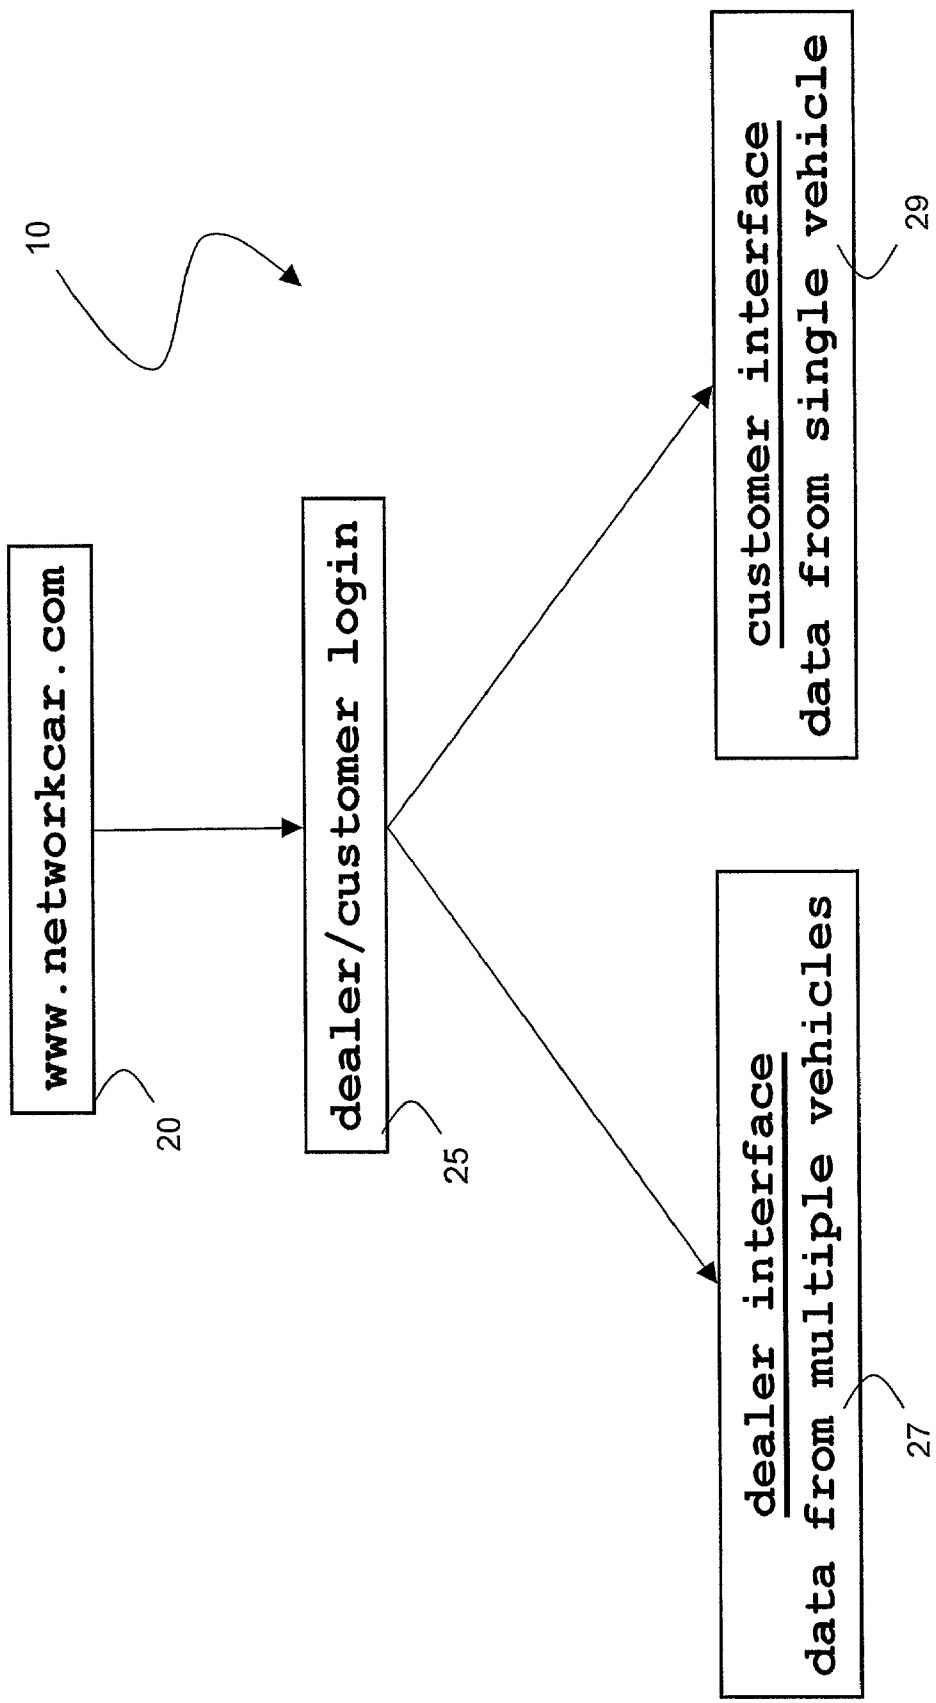 10
www.networkcar.com
20
dealer/customer login
25
dealer interface
data from multiple vehicles
27
customer interface
data from single vehicle
29